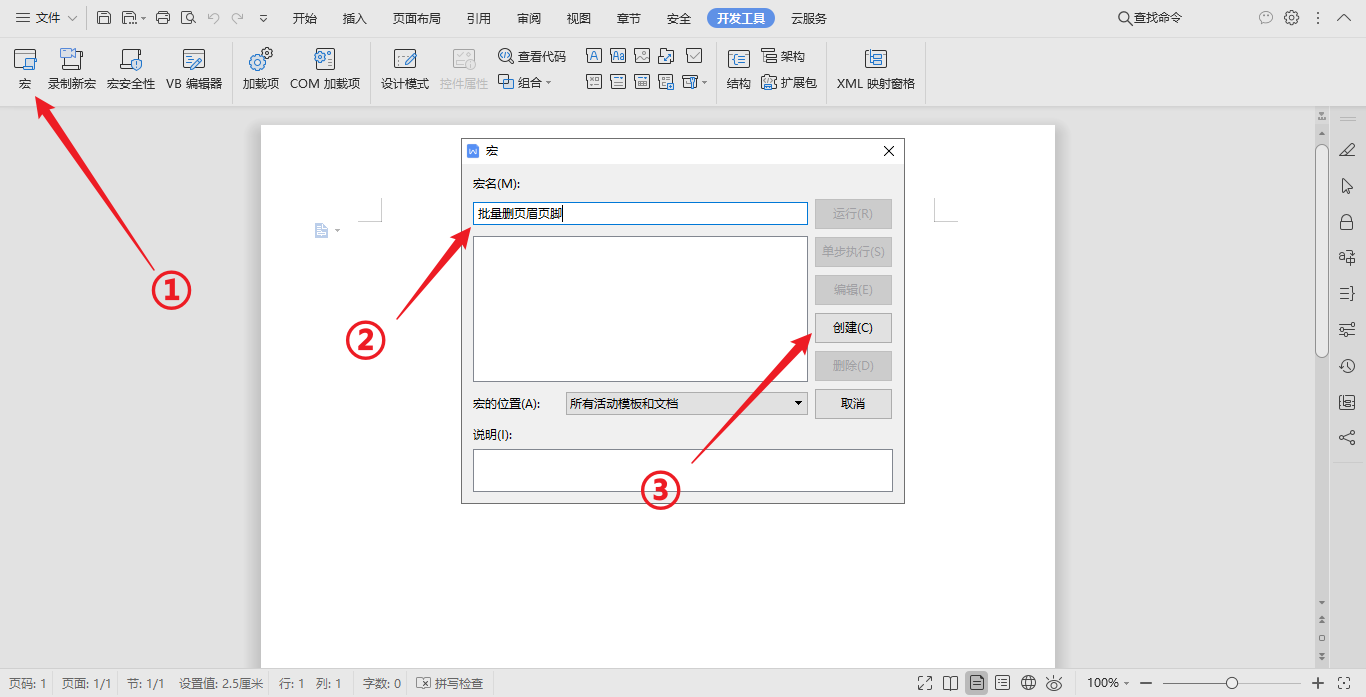 文件 开始 插入 页面布局 引用 审阅 视图 章节 安全 开发工具 云服务 查找命令
宏 录制新宏 宏安全性 VB 编辑器 加载项 COM 加载项 设计模式 控件属性 查看代码 组合 结构 架构 扩展包 XML 映射窗格
宏
宏名(M):
批量删页眉页脚
运行(R)
单步执行(S)
编辑(E)
创建(C)
删除(D)
宏的位置(A): 所有活动模板和文档 取消
说明(I):
①
②
③
页码: 1 页面: 1/1 节: 1/1 设置值: 2.5厘米 行: 1 列: 1 字数: 0 拼写检查 100%